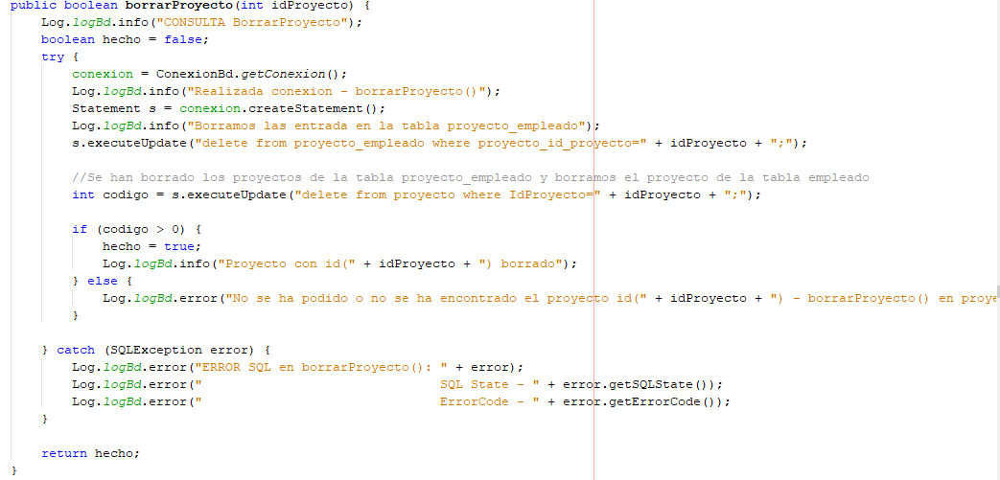 public boolean borrarProyecto(int idProyecto) {
Log.logBd.info("CONSULTA BorrarProyecto");
boolean hecho = false;
try {
conexion = ConexionBd.getConexion();
Log.logBd.info("Realizada conexion - borrarProyecto()");
Statement s = conexion.createStatement();
Log.logBd.info("Borramos las entrada en la tabla proyecto_empleado");
s.executeUpdate("delete from proyecto_empleado where proyecto_id_proyecto=" + idProyecto + ";");
//Se han borrado los proyectos de la tabla proyecto_empleado y borramos el proyecto de la tabla empleado
int codigo = s.executeUpdate("delete from proyecto where IdProyecto=" + idProyecto + ";");
if (codigo > 0) {
hecho = true;
Log.logBd.info("Proyecto con id(" + idProyecto + ") borrado");
} else {
Log.logBd.error("No se ha podido o no se ha encontrado el proyecto id(" + idProyecto + ") - borrarProyecto() en proye
}
} catch (SQLException error) {
Log.logBd.error("ERROR SQL en borrarProyecto(): " + error);
Log.logBd.error("                               SQL State - " + error.getSQLState());
Log.logBd.error("                               ErrorCode - " + error.getErrorCode());
}
return hecho;
}